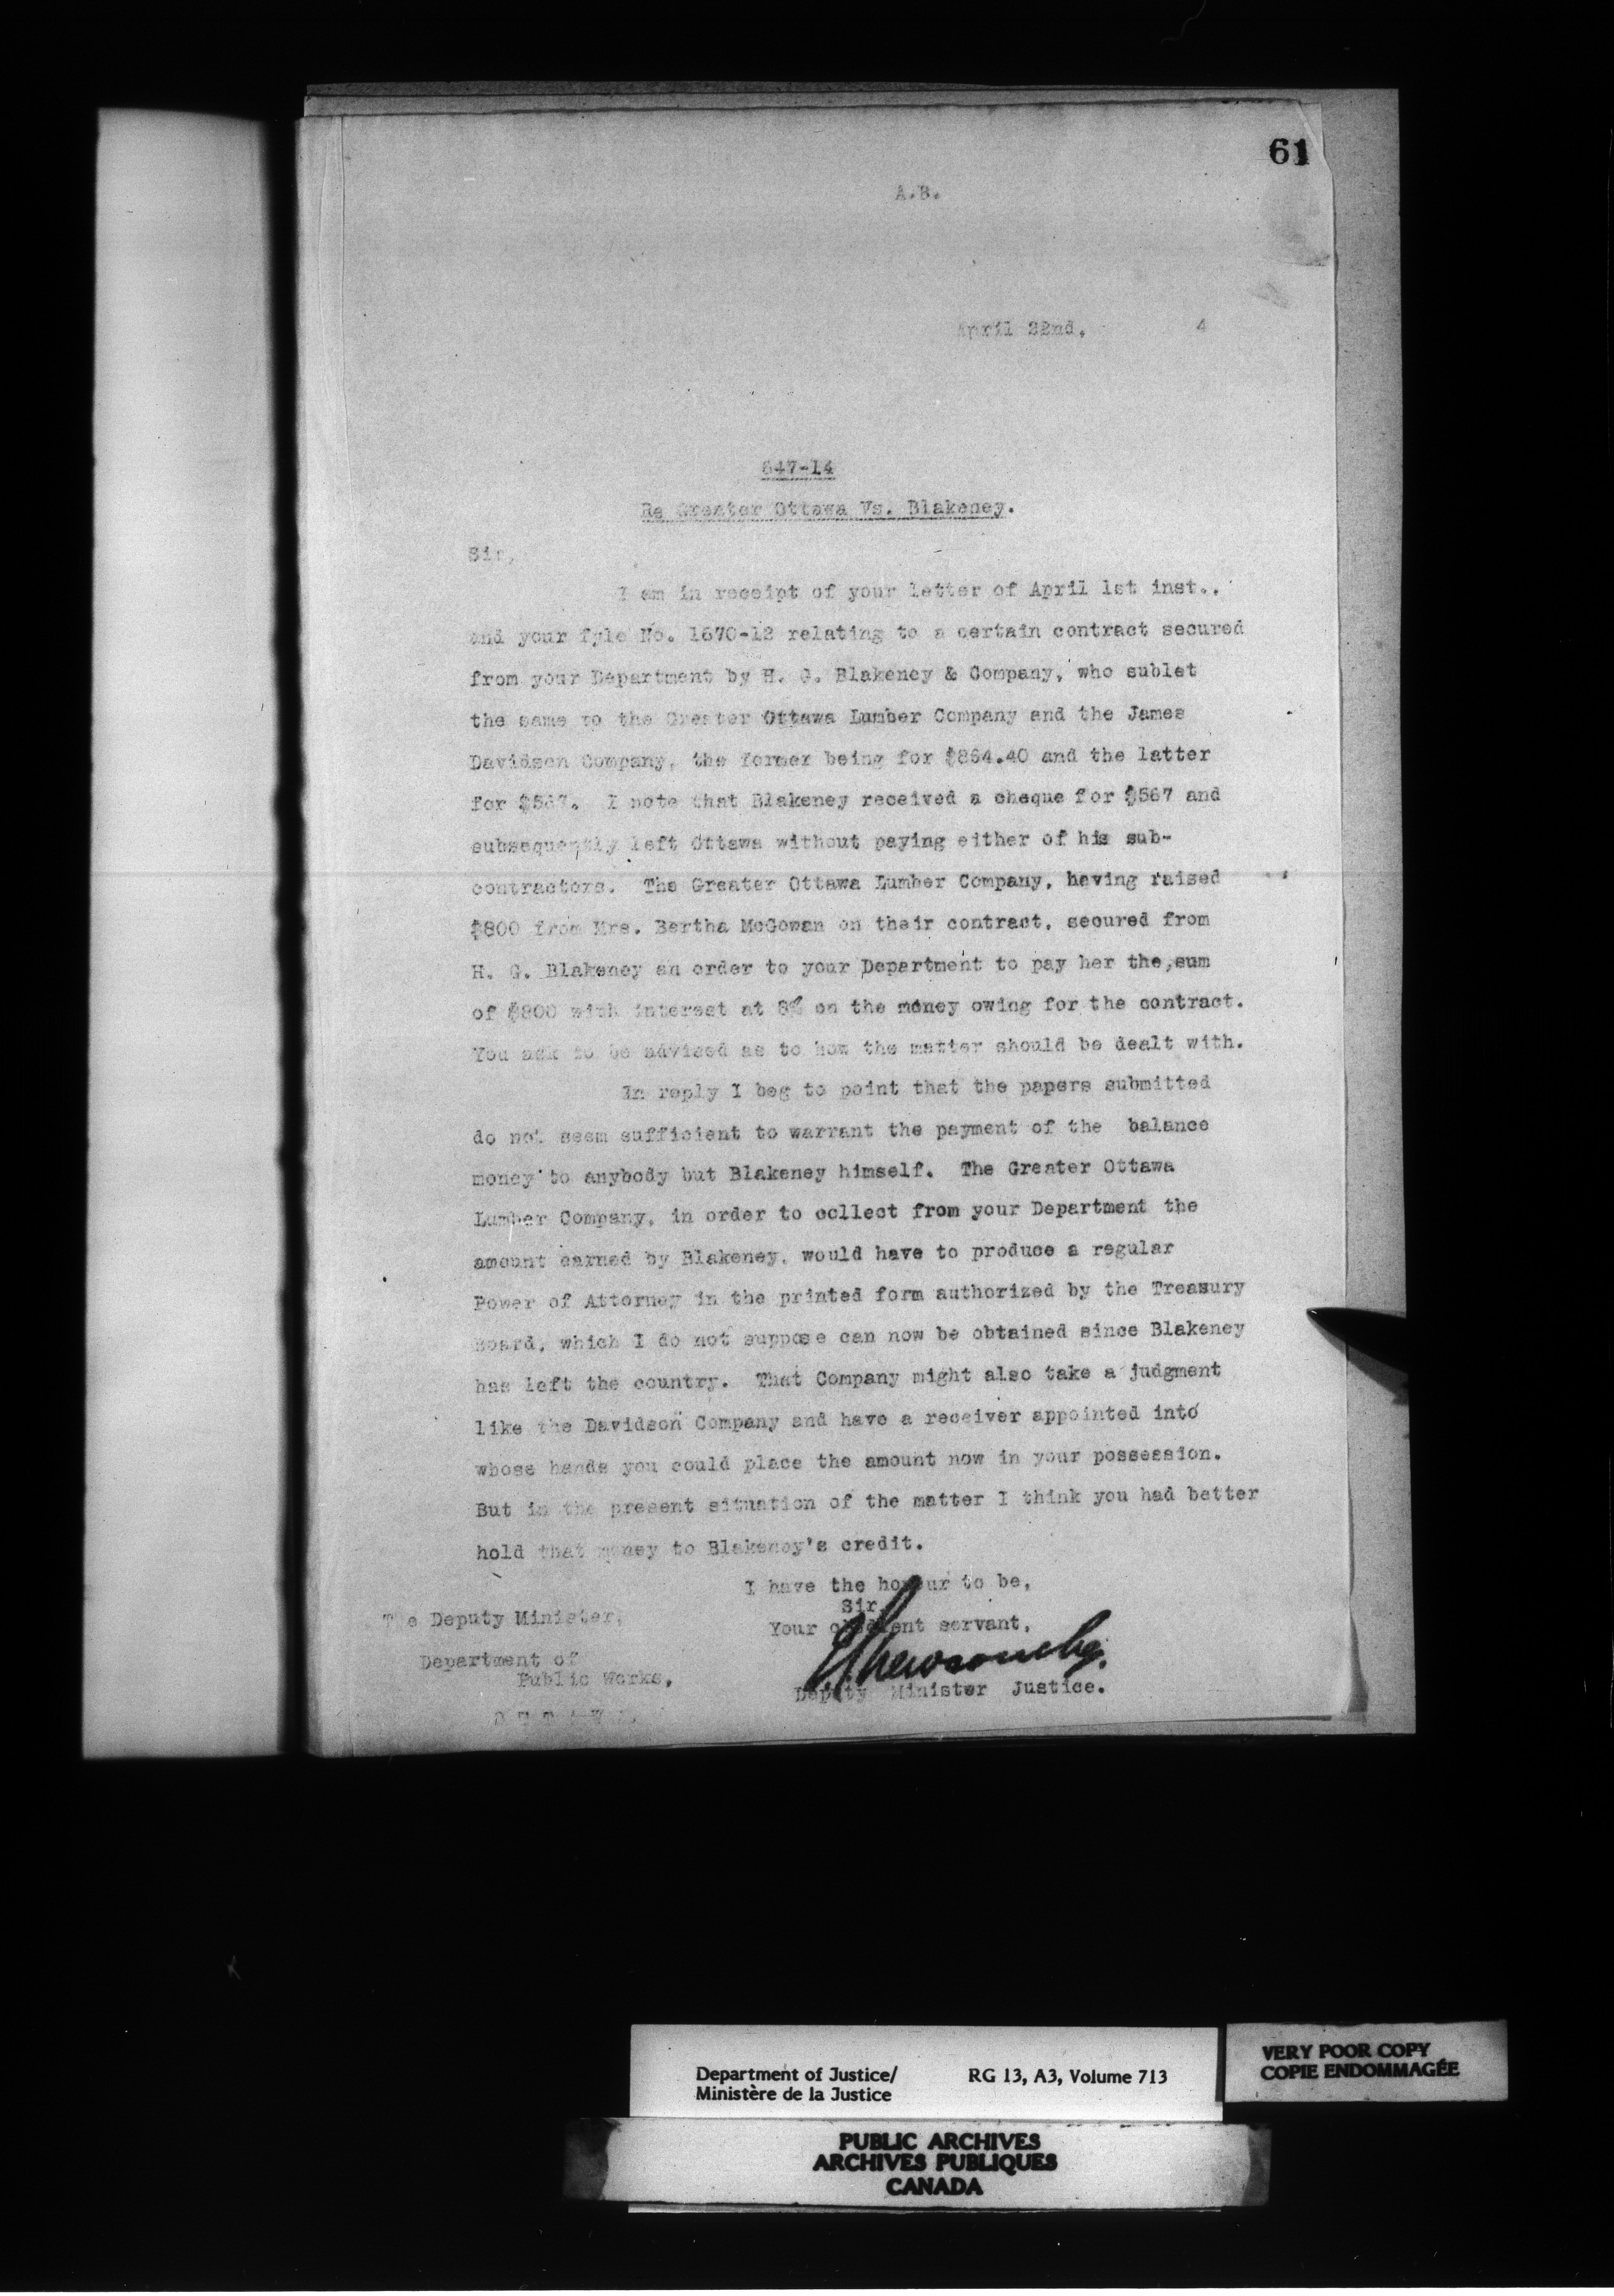 61
A.B.
April 22nd, 4
647-14
Re Greater Ottawa Vs. Blakeney.
Sir,
I am in receipt of your letter of April 1st inst..
and your fyle No. 1670-12 relating to a certain contract secured
from your Department by H. G. Blakeney & Company, who sublet
the same to the Greater Ottawa Lumber Company and the James
Davidson Company, the former being for $864.40 and the latter
for $567. I note that Blakeney received a cheque for $567 and
subsequently left Ottawa without paying either of his sub-
contractors. The Greater Ottawa Lumber Company, having raised
$800 from Mrs. Bertha McGowan on their contract, secured from
H. G. Blakeney an order to your Department to pay her the,sum
of $800 with interest at 8% on the money owing for the contract.
You ask to be advised as to how the matter should be dealt with.
In reply I beg to point that the papers submitted
do not seem sufficient to warrant the payment of the balance
money to anybody but Blakeney himself. The Greater Ottawa
Lumber Company, in order to collect from your Department the
amount earned by Blakeney, would have to produce a regular
Power of Attorney in the printed form authorized by the Treasury
Board, which I do not suppose can now be obtained since Blakeney
has left the country. That Company might also take a judgment
like the Davidson Company and have a receiver appointed into
whose hands you could place the amount now in your possession.
But in the present situation of the matter I think you had better
hold that money to Blakeney's credit.
I have the honour to be,
Sir,
Your obedient servant,
The Deputy Minister,
Department of
Public Works,
OTTAWA.
E L Newcombe.
Deputy Minister Justice.
Department of Justice/ RG 13, A3, Volume 713
Ministère de la Justice
VERY POOR COPY
COPIE ENDOMMAGÉE
PUBLIC ARCHIVES
ARCHIVES PUBLIQUES
CANADA